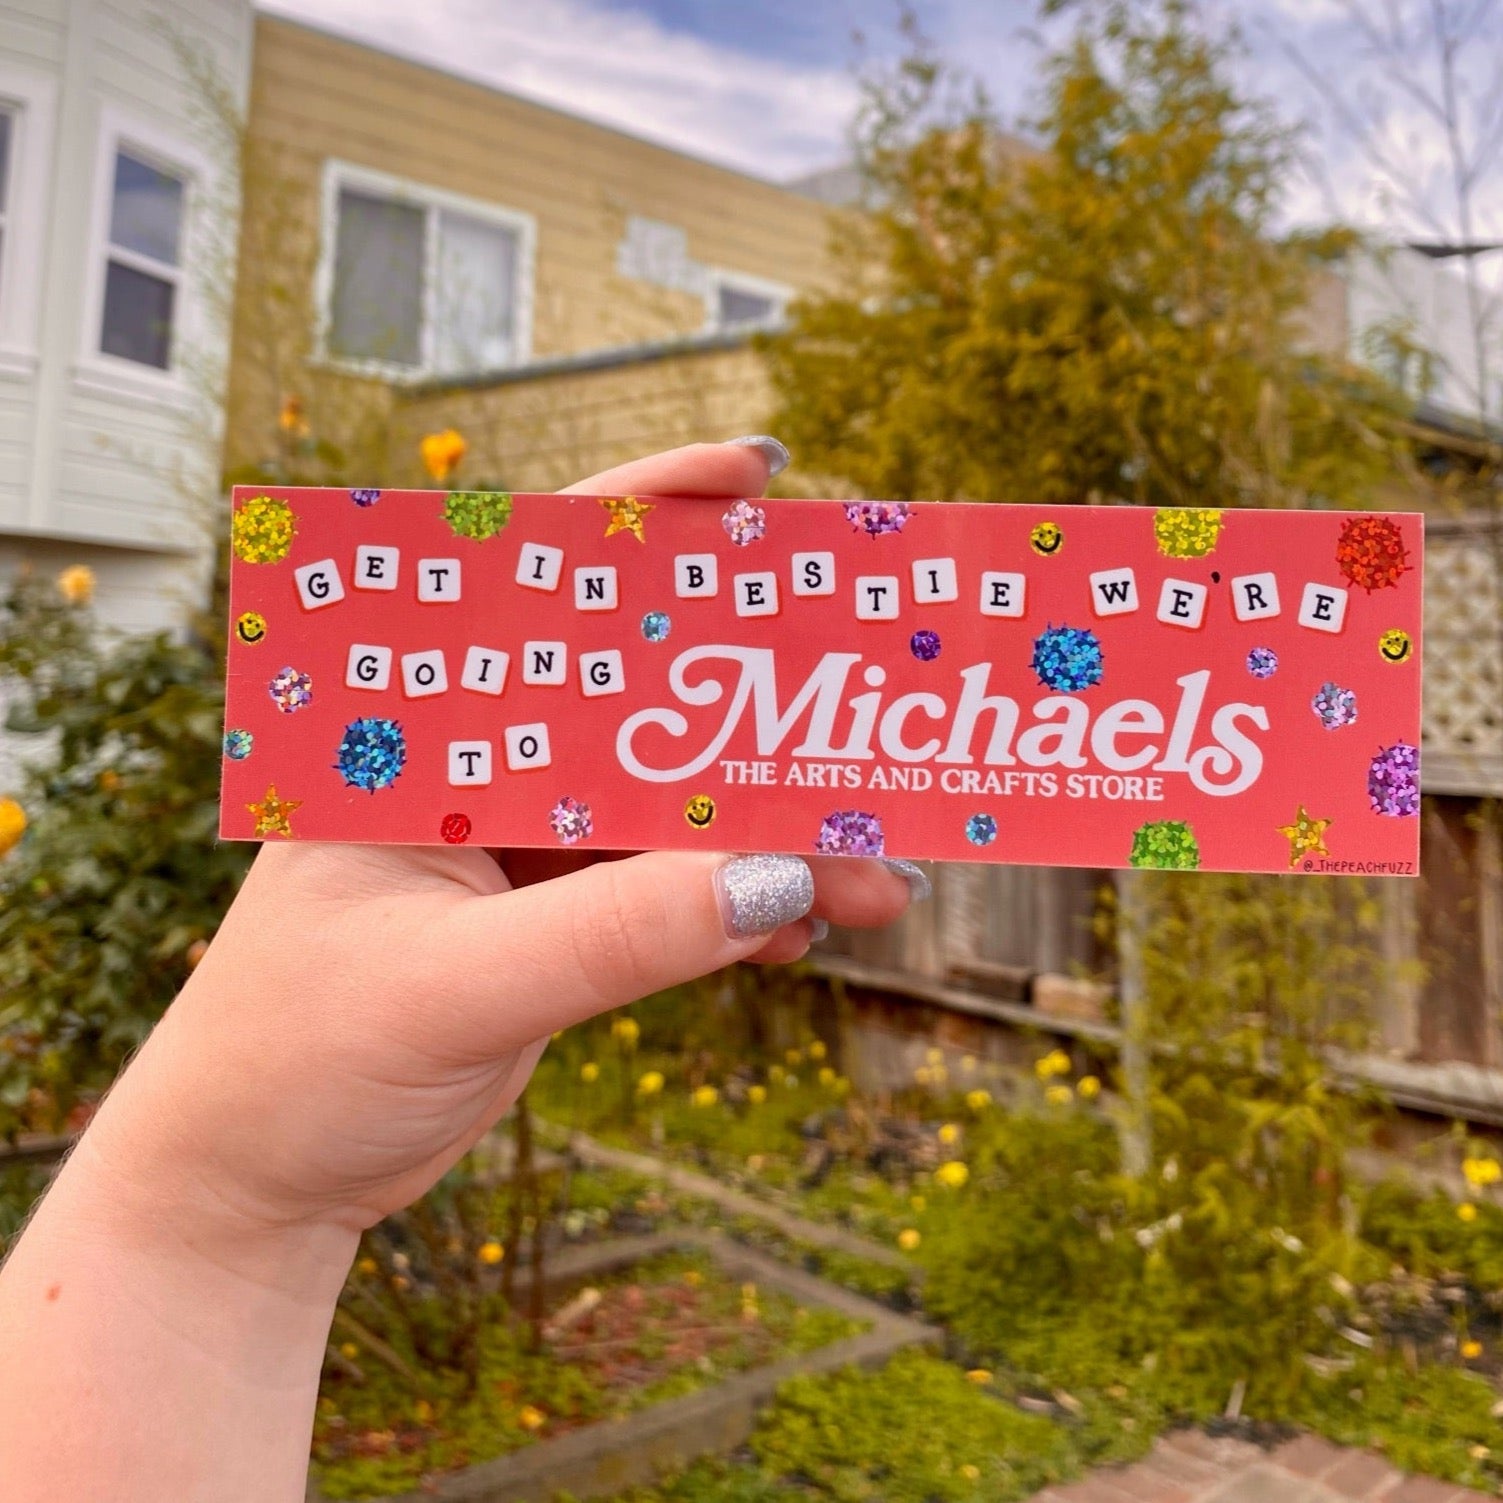 GET IN BESTIE WE'RE
GOING
TO
Michaels
THE ARTS AND CRAFTS STORE
@_THEPEACHFUZZ